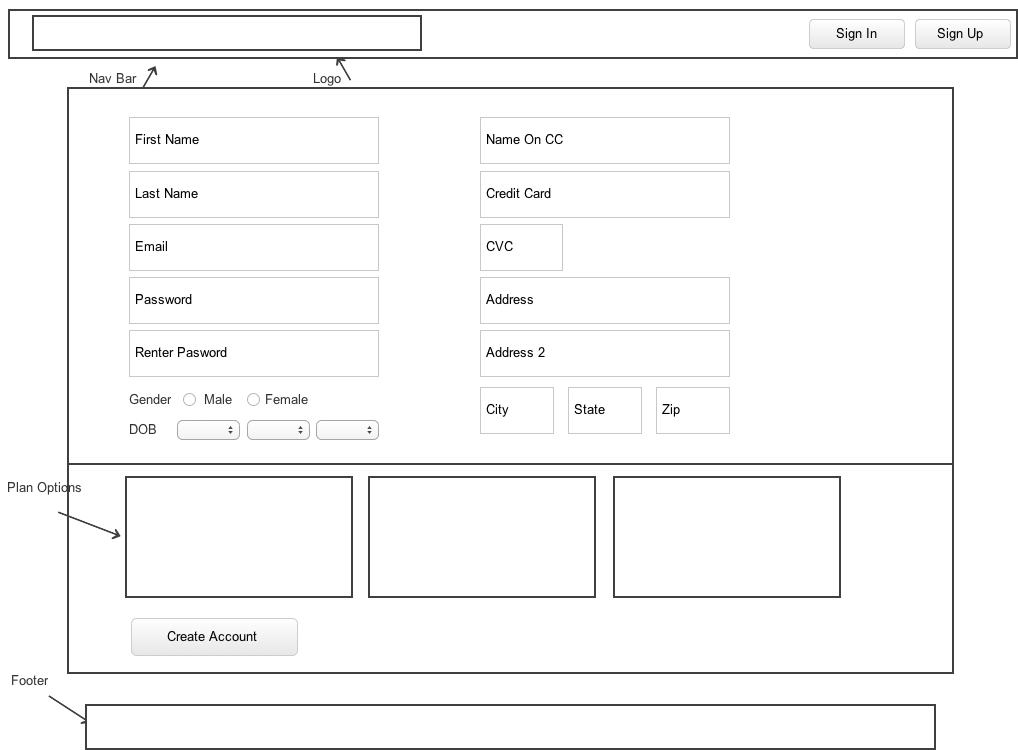 Sign In
Sign Up
Nav Bar
Logo
First Name
Last Name
Email
Password
Renter Pasword
Gender Male Female
DOB
Name On CC
Credit Card
CVC
Address
Address 2
City State Zip
Plan Options
Create Account
Footer